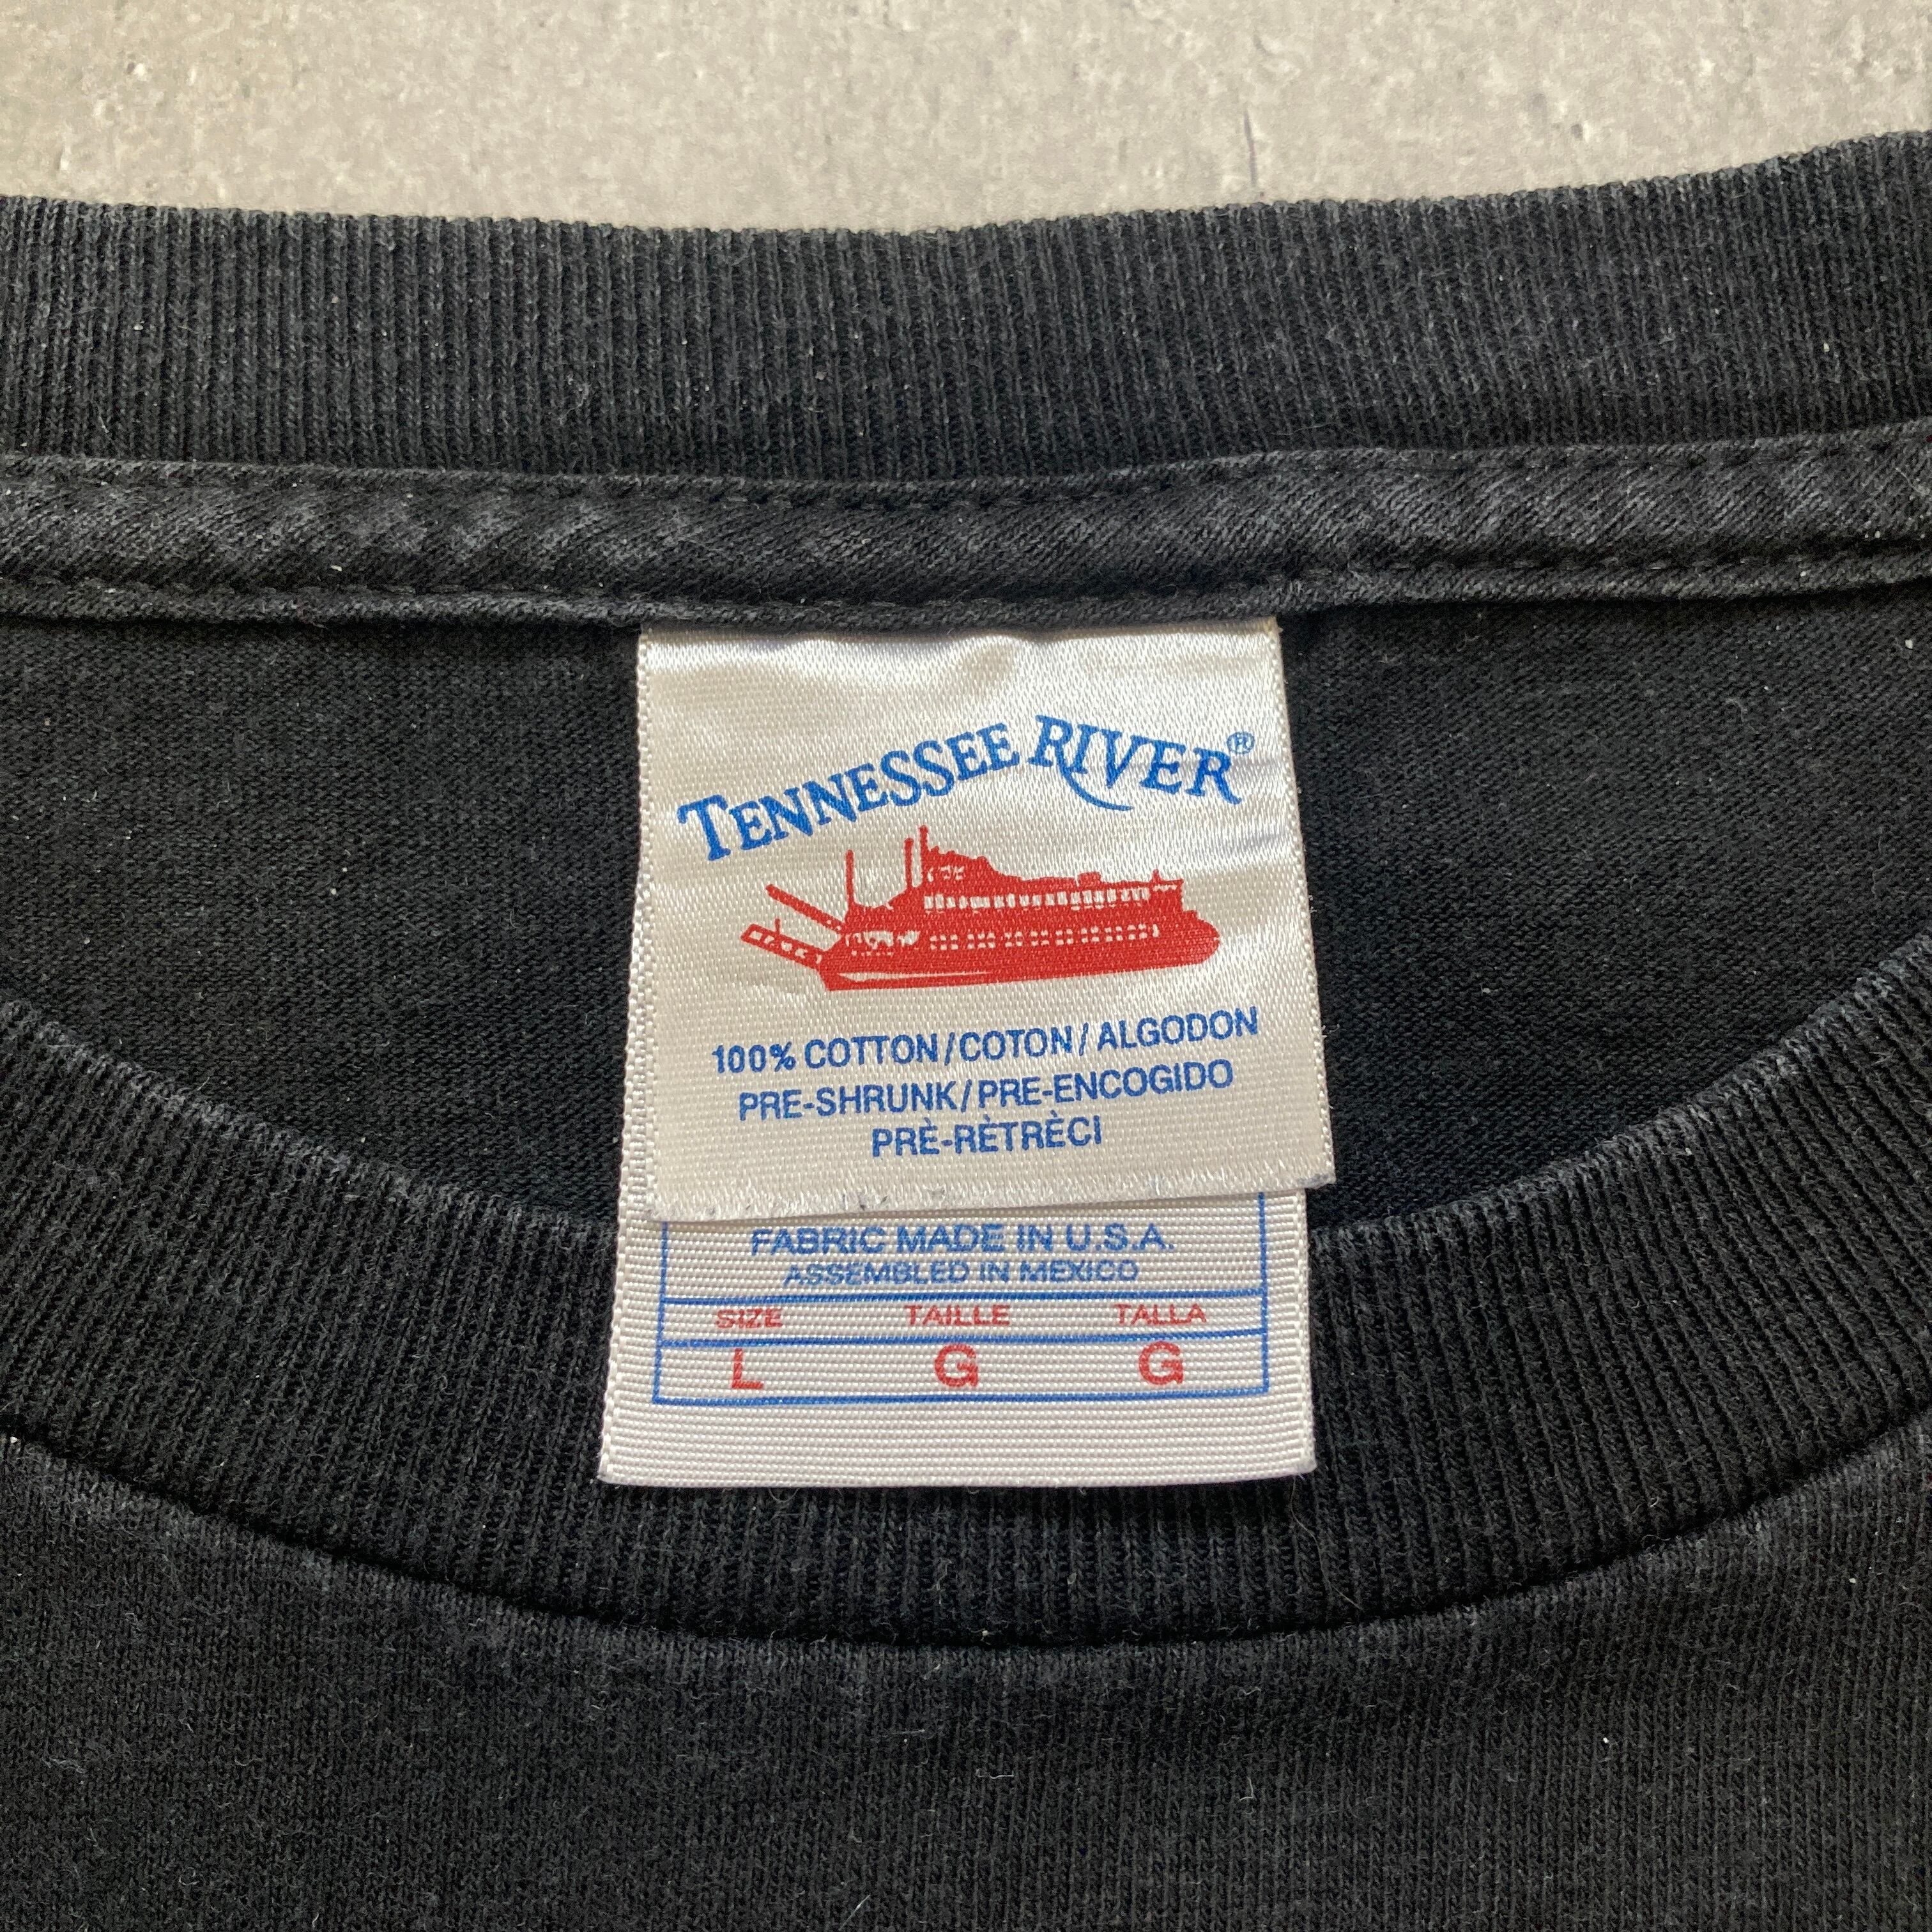 TENNESSEE RIVER®
100% COTTON/COTON/ALGODON
PRE-SHRUNK/PRE-ENCOGIDO
PRÈ-RÈTRÈCI
FABRIC MADE IN U.S.A.
ASSEMBLED IN MEXICO
SIZE TAILLE TALLA
L G G